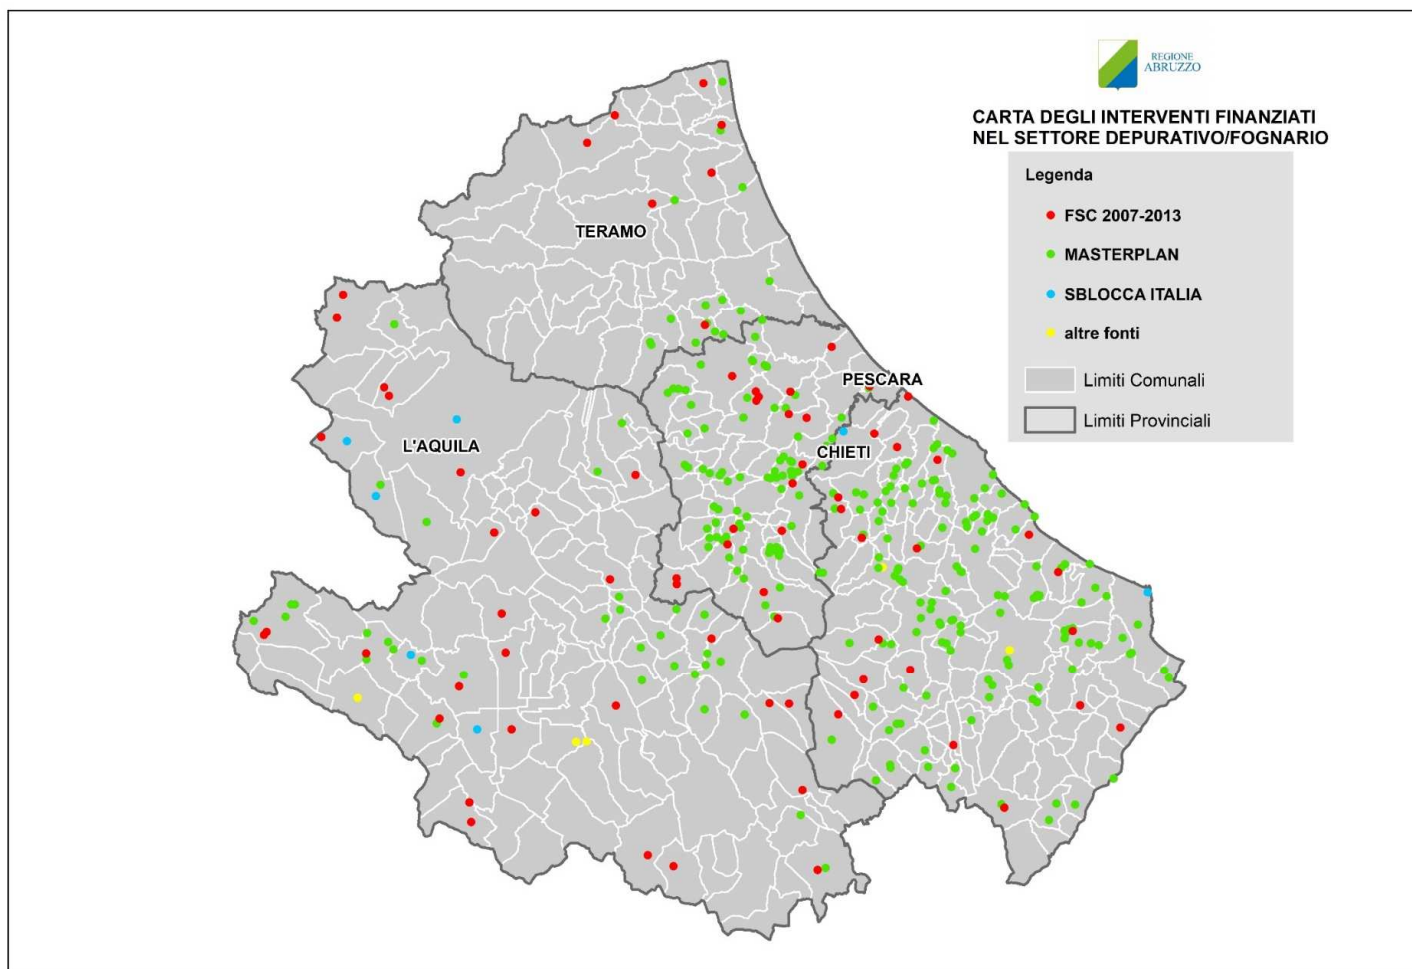 REGIONE
ABRUZZO
CARTA DEGLI INTERVENTI FINANZIATI
NEL SETTORE DEPURATIVO/FOGNARIO
Legenda
FSC 2007-2013
MASTERPLAN
SBLOCCA ITALIA
altre fonti
Limiti Comunali
Limiti Provinciali
TERAMO
PESCARA
L'AQUILA
CHIETI